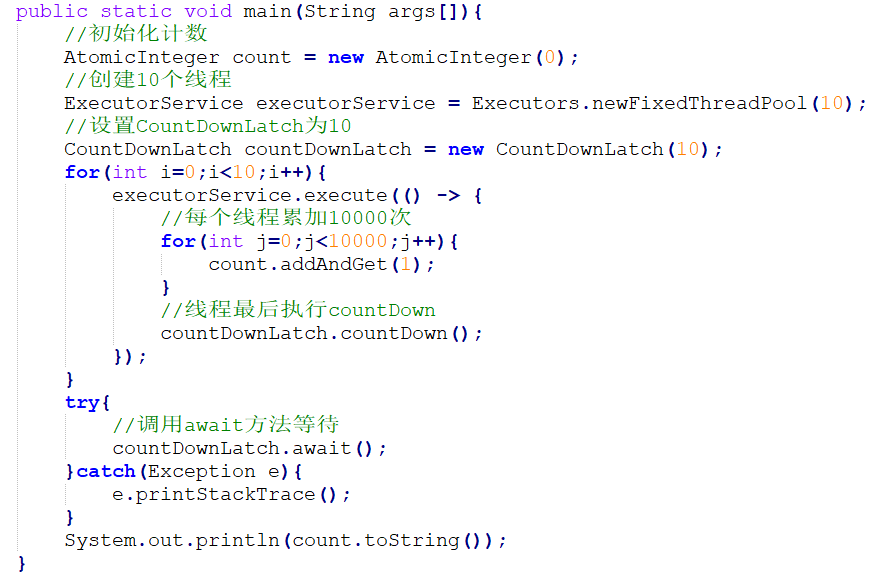 public static void main(String args[]){
//初始化计数
AtomicInteger count = new AtomicInteger(0);
//创建10个线程
ExecutorService executorService = Executors.newFixedThreadPool(10);
//设置CountDownLatch为10
CountDownLatch countDownLatch = new CountDownLatch(10);
for(int i=0;i<10;i++){
executorService.execute(() -> {
//每个线程累加10000次
for(int j=0;j<10000;j++){
count.addAndGet(1);
}
//线程最后执行countDown
countDownLatch.countDown();
});
}
try{
//调用await方法等待
countDownLatch.await();
}catch(Exception e){
e.printStackTrace();
}
System.out.println(count.toString());
}